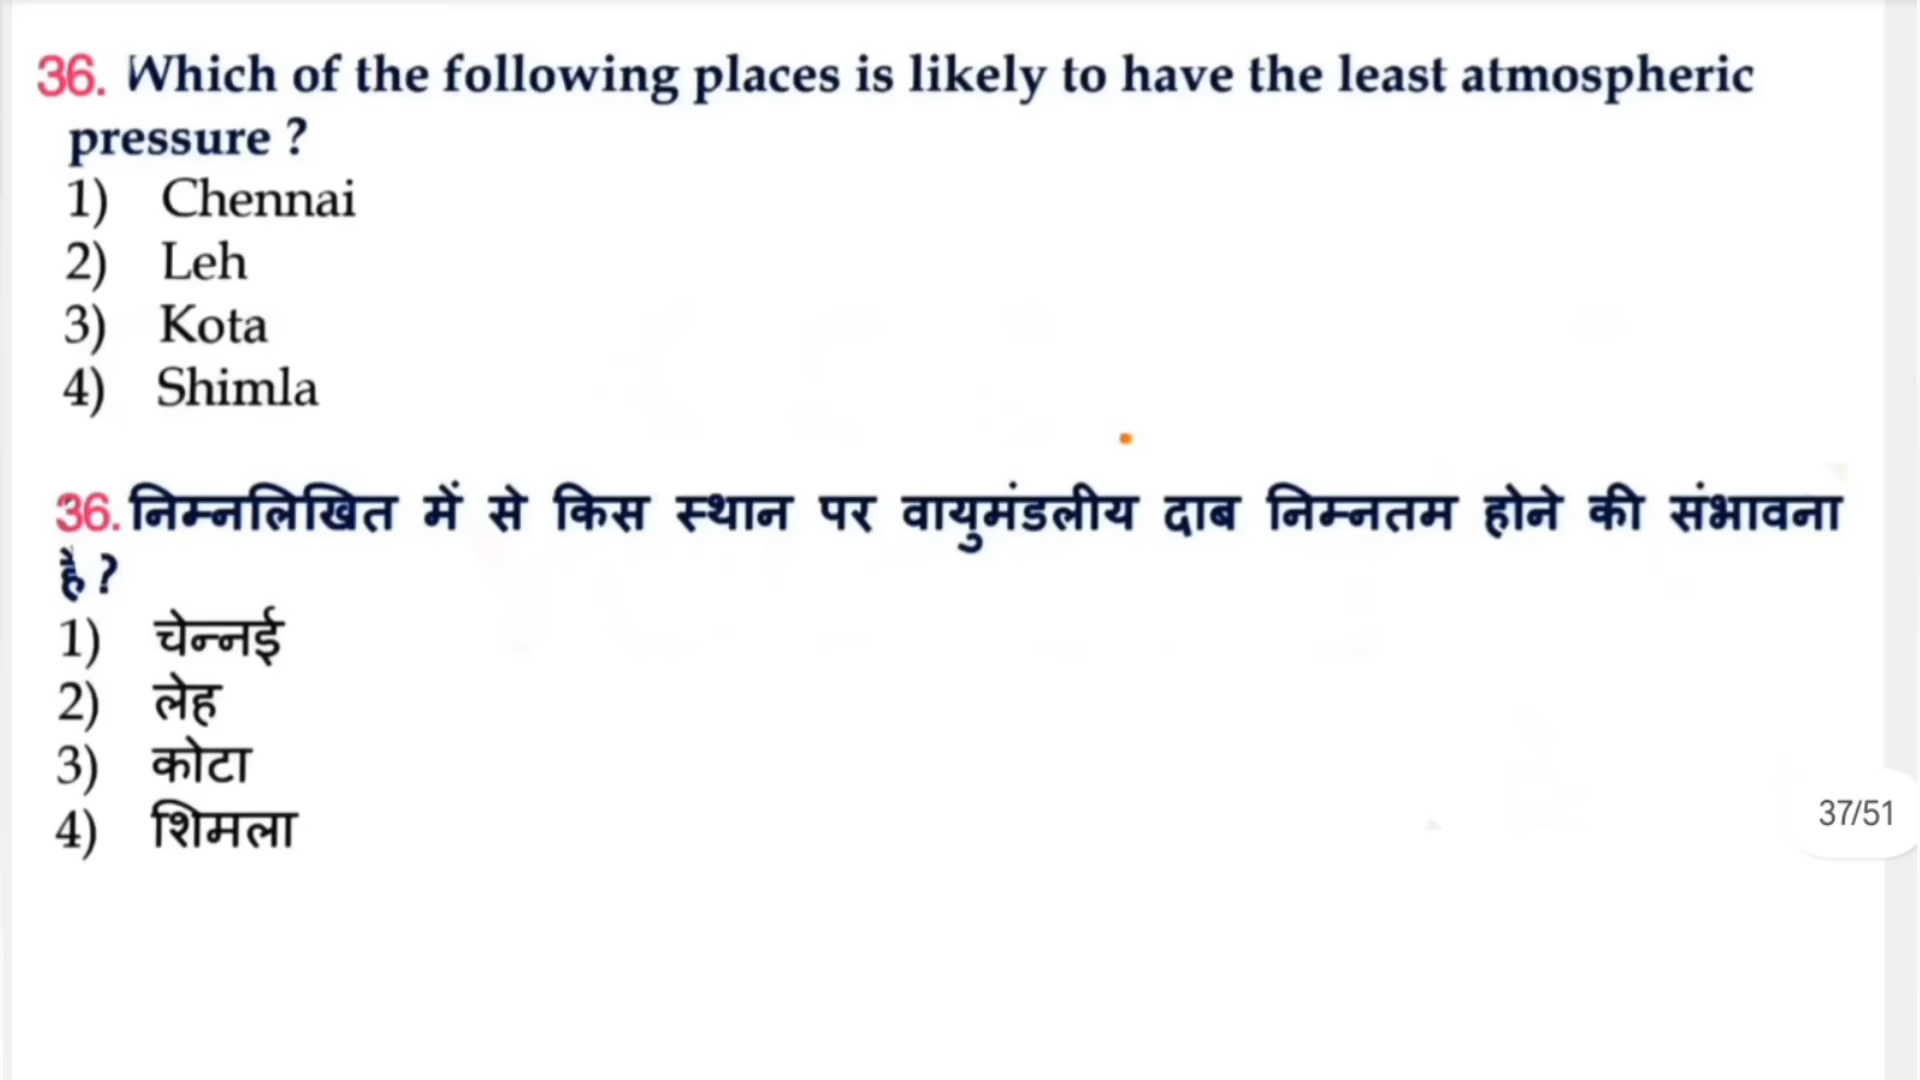 36. Which of the following places is likely to have the least atmospheric
pressure ?
1) Chennai
2) Leh
3) Kota
4) Shimla
36. निम्नलिखित में से किस स्थान पर वायुमंडलीय दाब निम्नतम होने की संभावना
है ?
1) चेन्नई
2) लेह
3) कोटा
4) शिमला
37/51